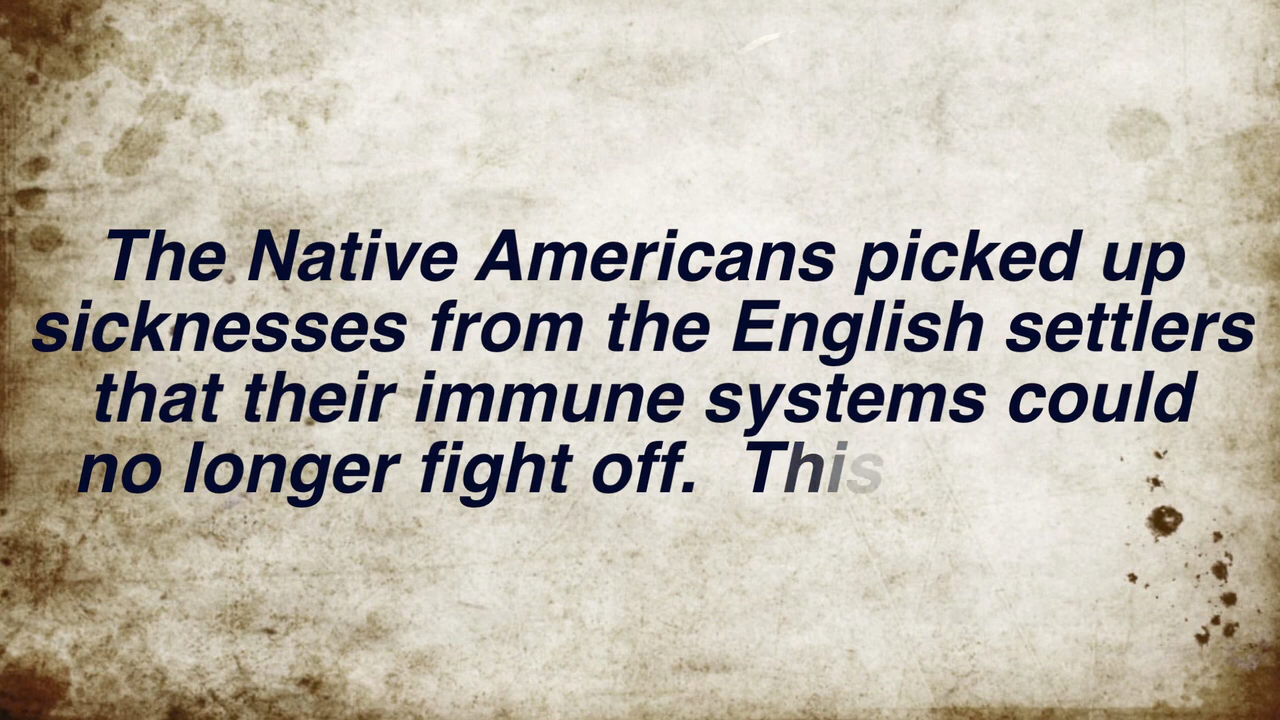 The Native Americans picked up
sicknesses from the English settlers
that their immune systems could
no longer fight off. This